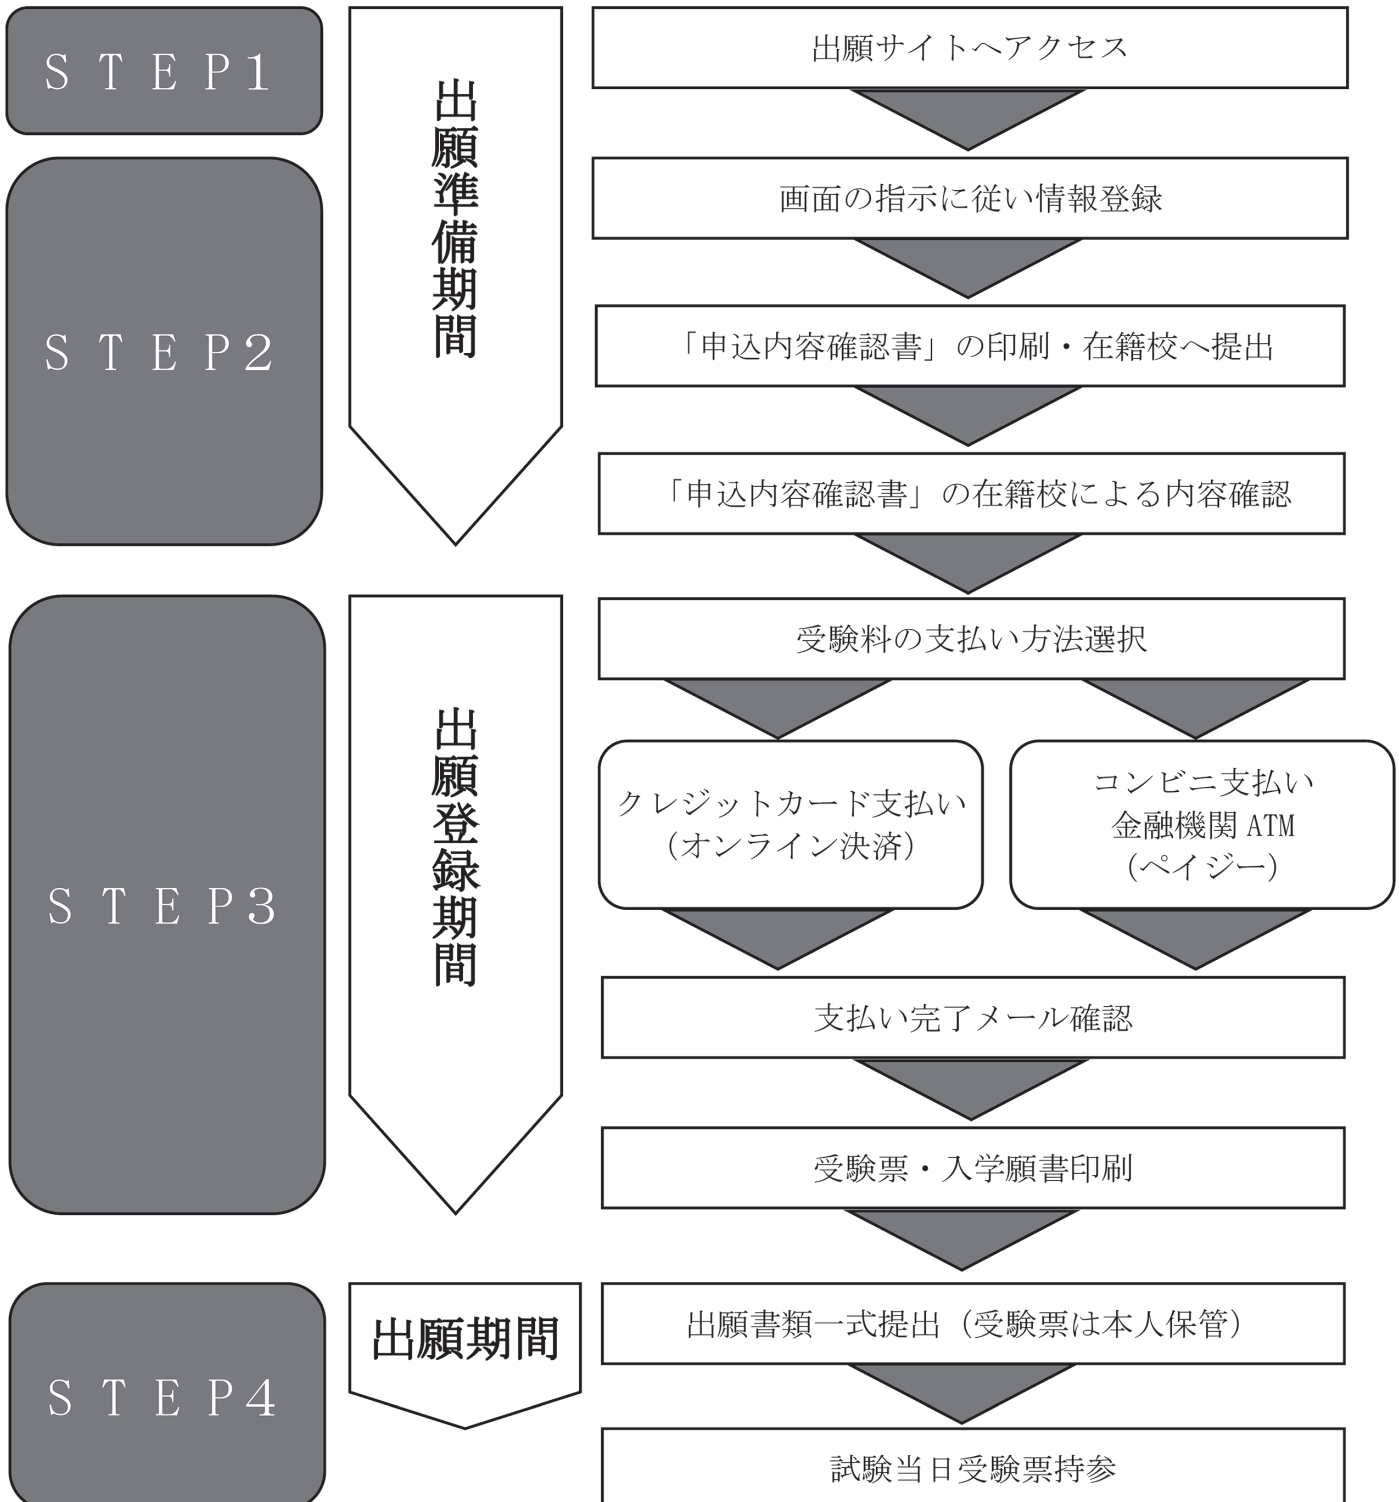 ＳＴＥＰ１
出願準備期間
出願サイトへアクセス
ＳＴＥＰ２
画面の指示に従い情報登録
「申込内容確認書」の印刷・在籍校へ提出
「申込内容確認書」の在籍校による内容確認
ＳＴＥＰ３
出願登録期間
受験料の支払い方法選択
クレジットカード支払い
（オンライン決済）
コンビニ支払い
金融機関 ATM
（ペイジー）
支払い完了メール確認
受験票・入学願書印刷
ＳＴＥＰ４
出願期間
出願書類一式提出（受験票は本人保管）
試験当日受験票持参